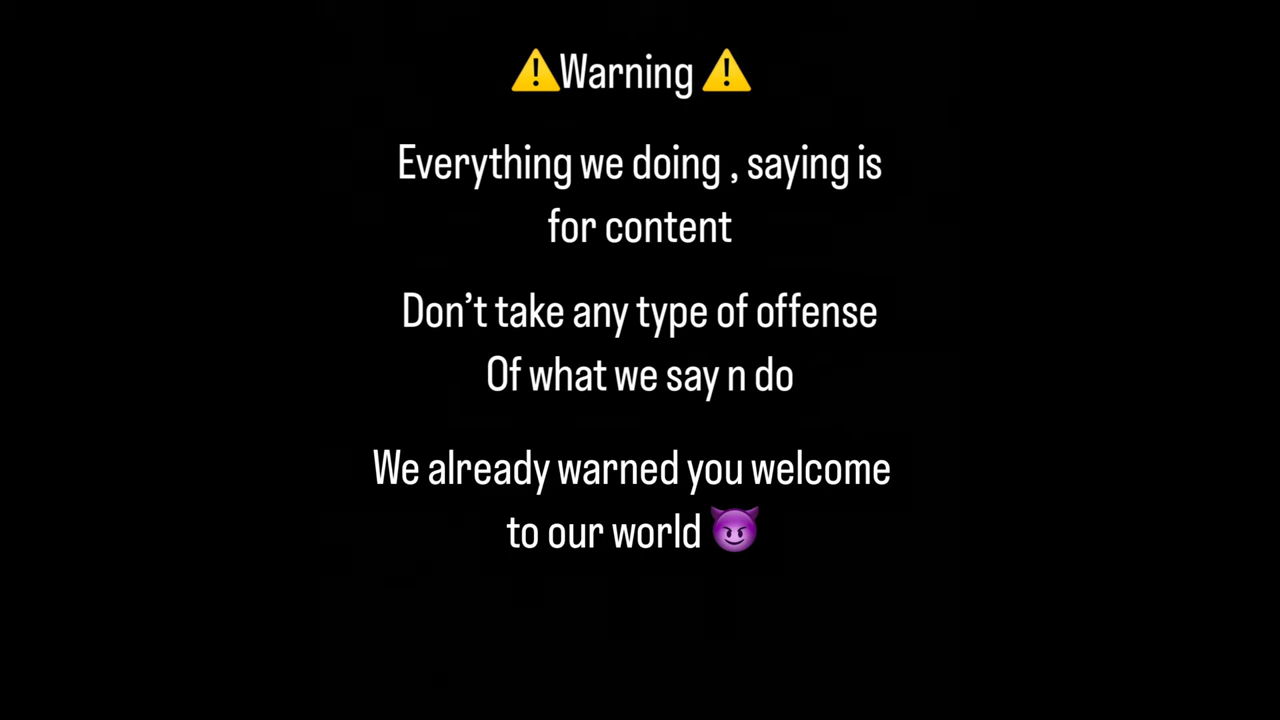 ⚠️Warning ⚠️
Everything we doing , saying is
for content
Don’t take any type of offense
Of what we say n do
We already warned you welcome
to our world 😈